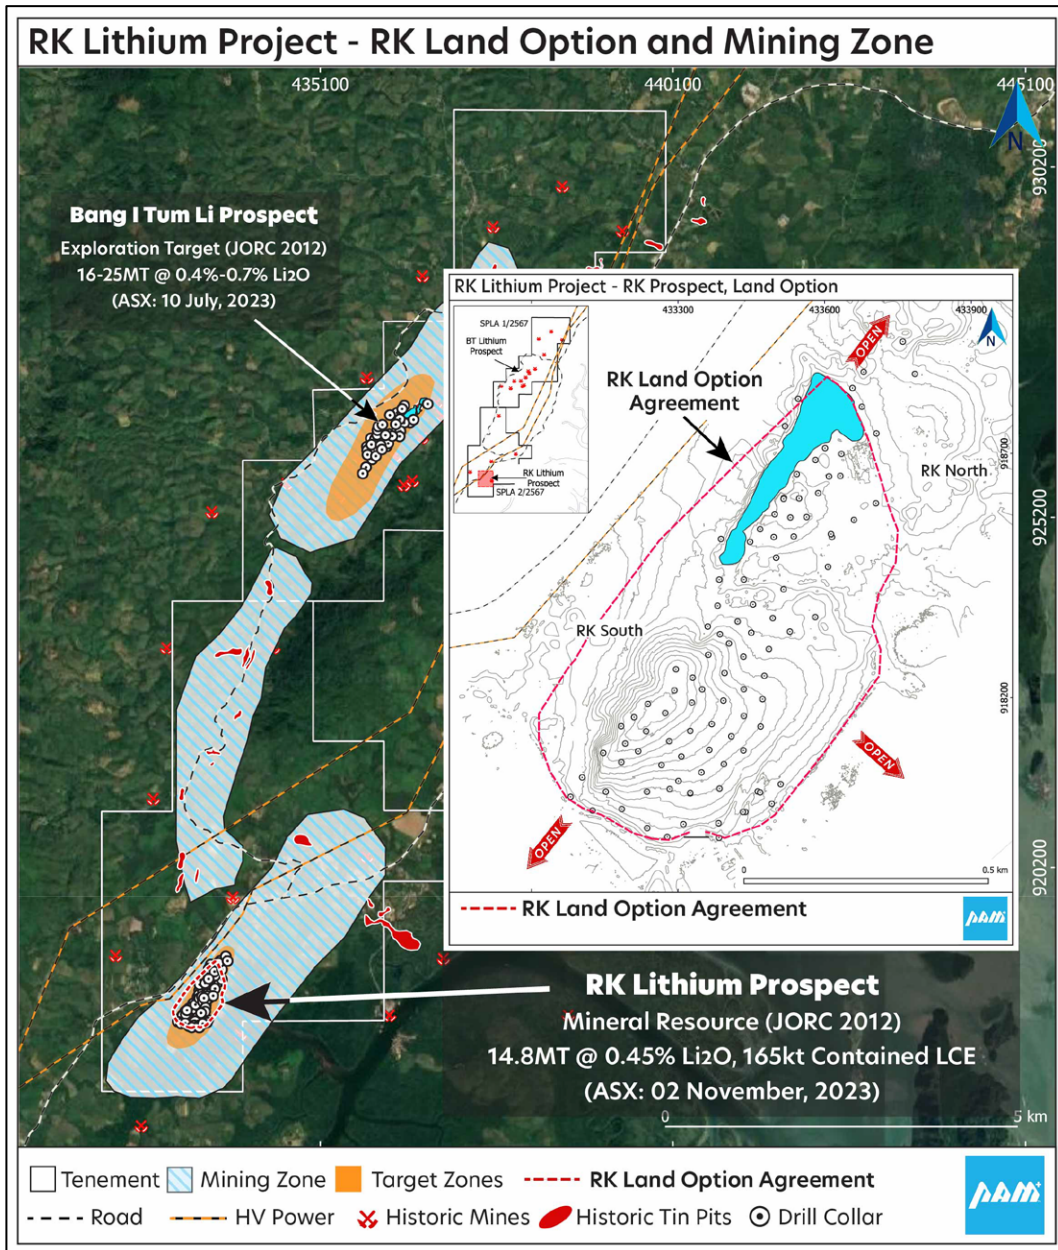 RK Lithium Project - RK Land Option and Mining Zone
435100
440100
445100
N
930200
925200
920200
Bang I Tum Li Prospect
Exploration Target (JORC 2012)
16-25MT @ 0.4%-0.7% Li2O
(ASX: 10 July, 2023)
RK Lithium Project - RK Prospect, Land Option
433300
433600
433900
N
918700
918200
SPLA 1/2567
BT Lithium
Prospect
RK Lithium
Prospect
SPLA 2/2567
RK Land Option
Agreement
OPEN
RK North
RK South
OPEN
OPEN
0
0.5 km
RK Land Option Agreement
PAM
RK Lithium Prospect
Mineral Resource (JORC 2012)
14.8MT @ 0.45% Li2O, 165kt Contained LCE
(ASX: 02 November, 2023)
0
5 km
Tenement
Mining Zone
Target Zones
RK Land Option Agreement
Road
HV Power
Historic Mines
Historic Tin Pits
Drill Collar
PAM